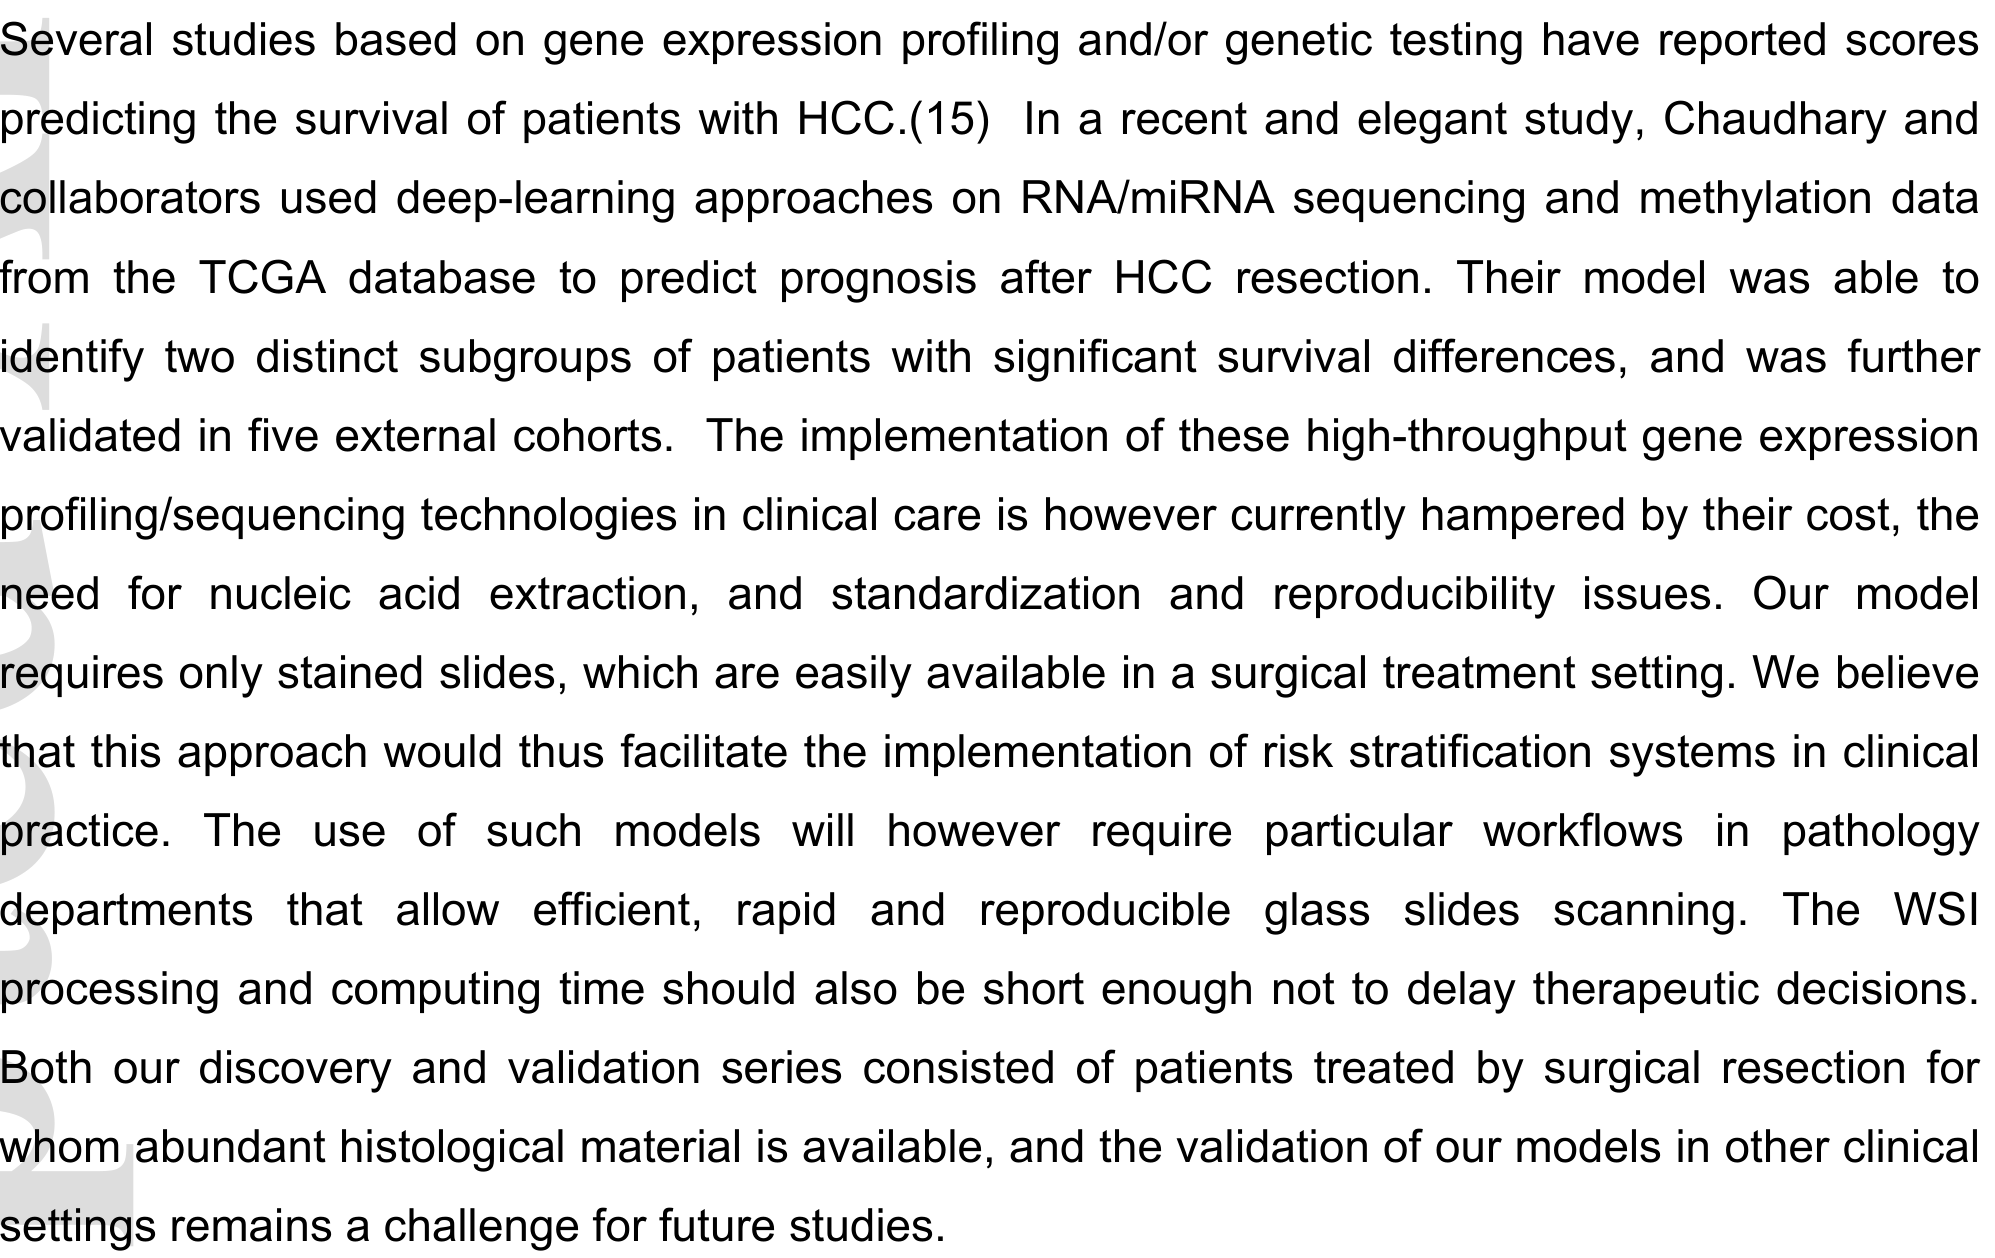 Several studies based on gene expression profiling and/or genetic testing have reported scores
predicting the survival of patients with HCC.(15)  In a recent and elegant study, Chaudhary and
collaborators used deep-learning approaches on RNA/miRNA sequencing and methylation data
from the TCGA database to predict prognosis after HCC resection. Their model was able to
identify two distinct subgroups of patients with significant survival differences, and was further
validated in five external cohorts.  The implementation of these high-throughput gene expression
profiling/sequencing technologies in clinical care is however currently hampered by their cost, the
need for nucleic acid extraction, and standardization and reproducibility issues. Our model
requires only stained slides, which are easily available in a surgical treatment setting. We believe
that this approach would thus facilitate the implementation of risk stratification systems in clinical
practice. The use of such models will however require particular workflows in pathology
departments that allow efficient, rapid and reproducible glass slides scanning. The WSI
processing and computing time should also be short enough not to delay therapeutic decisions.
Both our discovery and validation series consisted of patients treated by surgical resection for
whom abundant histological material is available, and the validation of our models in other clinical
settings remains a challenge for future studies.